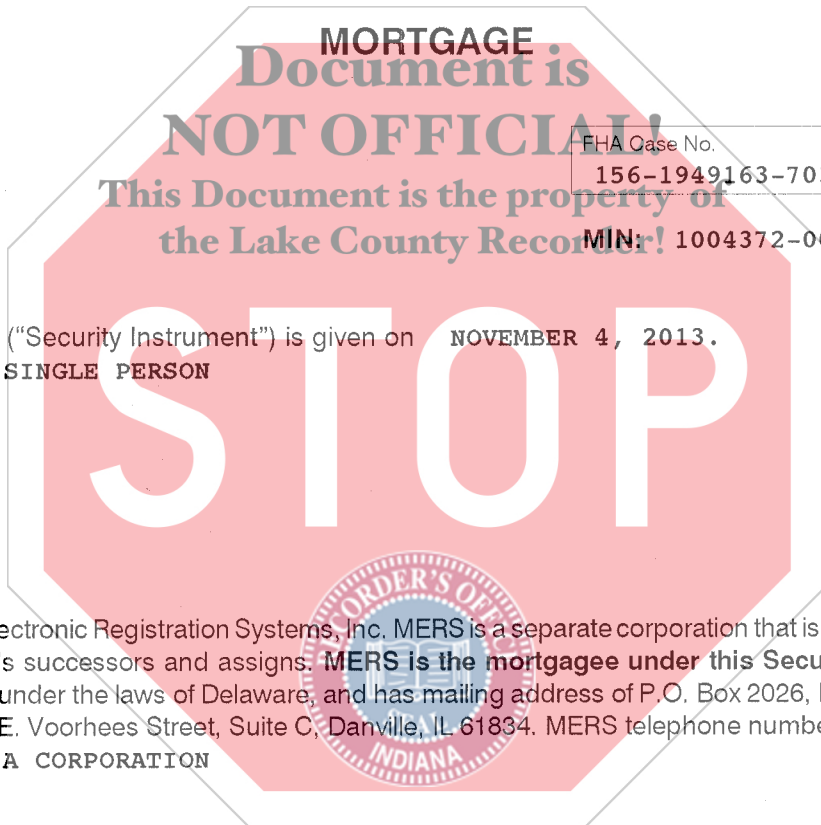 MORTGAGE
Document is
NOT OFFICIAL!
FHA Case No.
156-1949163-70
This Document is the property of
the Lake County Recorder!
MIN: 1004372-0
("Security Instrument") is given on NOVEMBER 4, 2013.
SINGLE PERSON
STOP
RECORDER'S OFFICE
ectronic Registration Systems, Inc. MERS is a separate corporation that is
s successors and assigns. MERS is the mortgagee under this Secu
under the laws of Delaware, and has mailing address of P.O. Box 2026,
E. Voorhees Street, Suite C, Danville, IL 61834. MERS telephone numbe
A CORPORATION
INDIANA